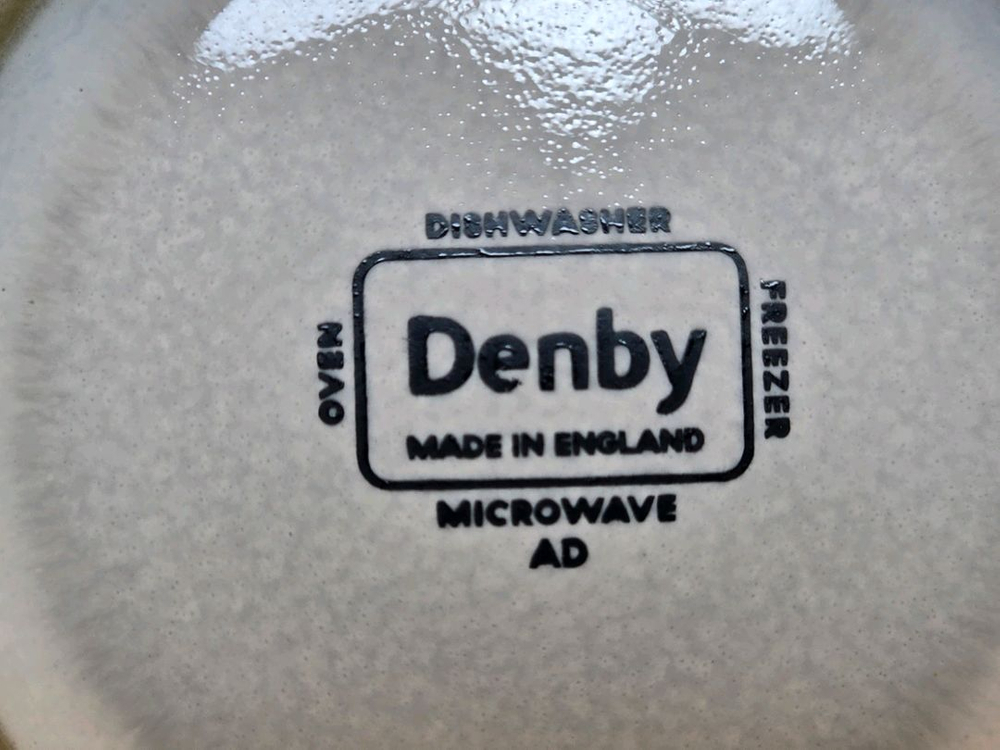 DISHWASHER
OVEN
Denby
MADE IN ENGLAND
FREEZER
MICROWAVE
AD